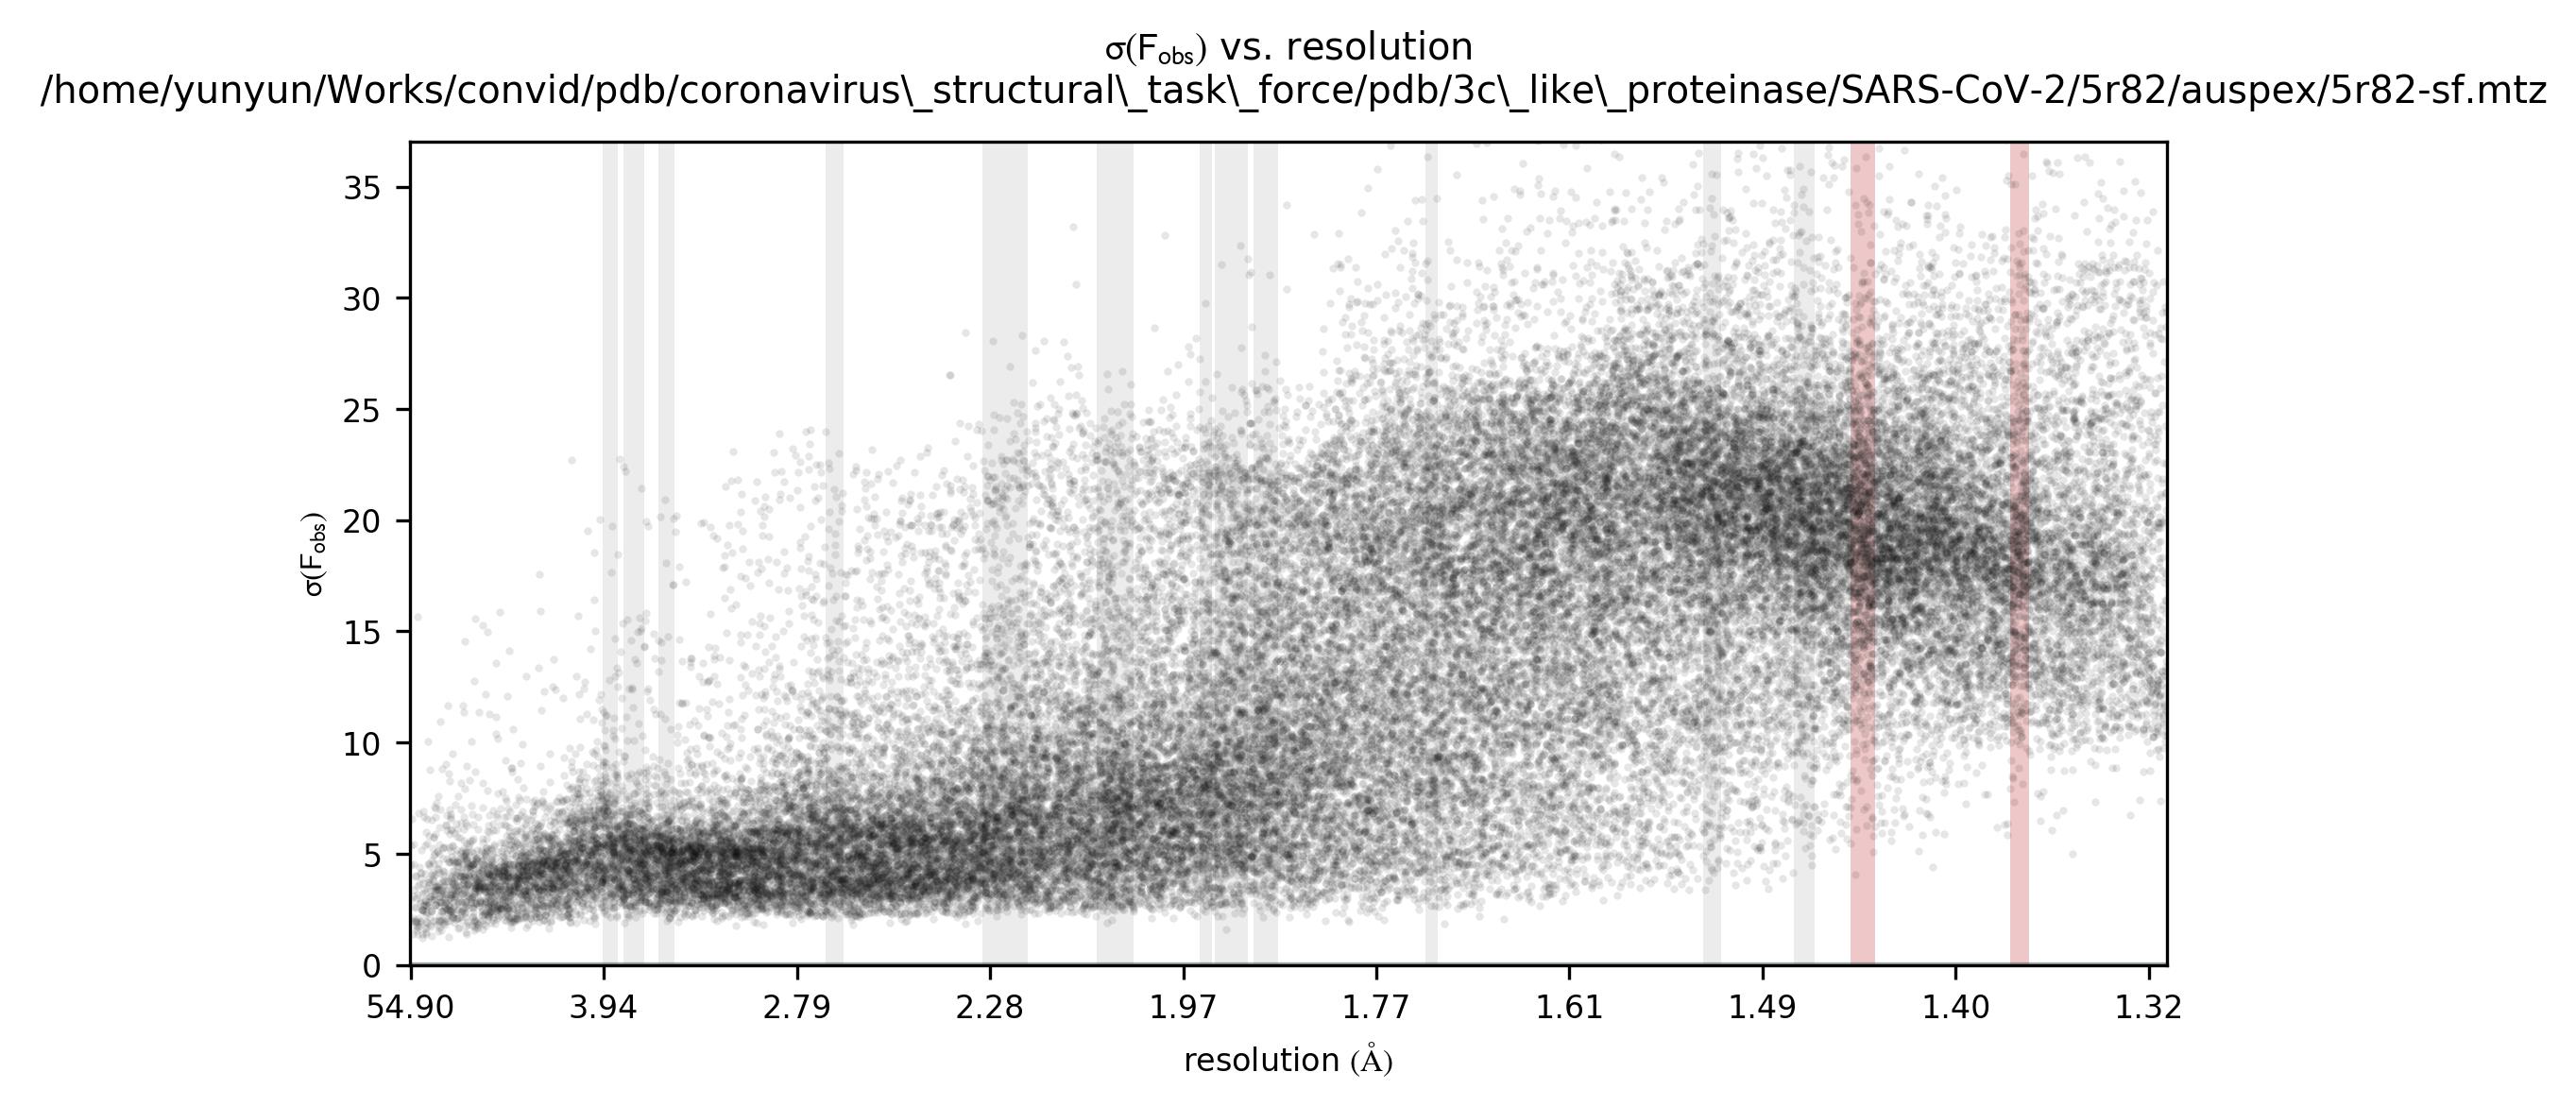 σ(Fobs) vs. resolution
/home/yunyun/Works/convid/pdb/coronavirus\_structural\_task\_force/pdb/3c\_like\_proteinase/SARS-CoV-2/5r82/auspex/5r82-sf.mtz
35
30
25
20
15
10
5
0
σ(Fobs)
54.90 3.94 2.79 2.28 1.97 1.77 1.61 1.49 1.40 1.32
resolution (Å)